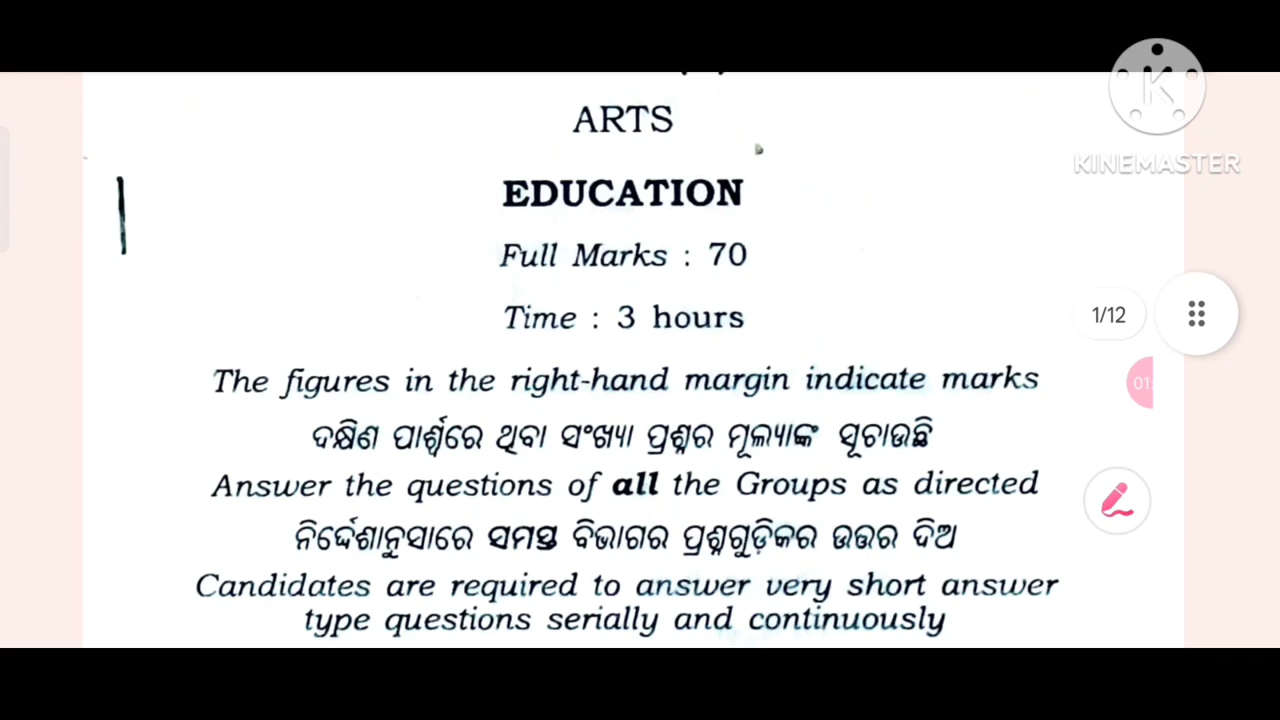 ARTS
K
KINEMASTER
EDUCATION
Full Marks : 70
Time : 3 hours
1/12
The figures in the right-hand margin indicate marks
ଦକ୍ଷିଣ ପାର୍ଶ୍ୱରେ ଥିବା ସଂଖ୍ୟା ପ୍ରଶ୍ନର ମୂଲ୍ୟାଙ୍କ ସୂଚାଉଛି
Answer the questions of all the Groups as directed
ନିର୍ଦ୍ଦେଶାନୁସାରେ ସମସ୍ତ ବିଭାଗର ପ୍ରଶ୍ନଗୁଡ଼ିକର ଉତ୍ତର ଦିଅ
Candidates are required to answer very short answer
type questions serially and continuously